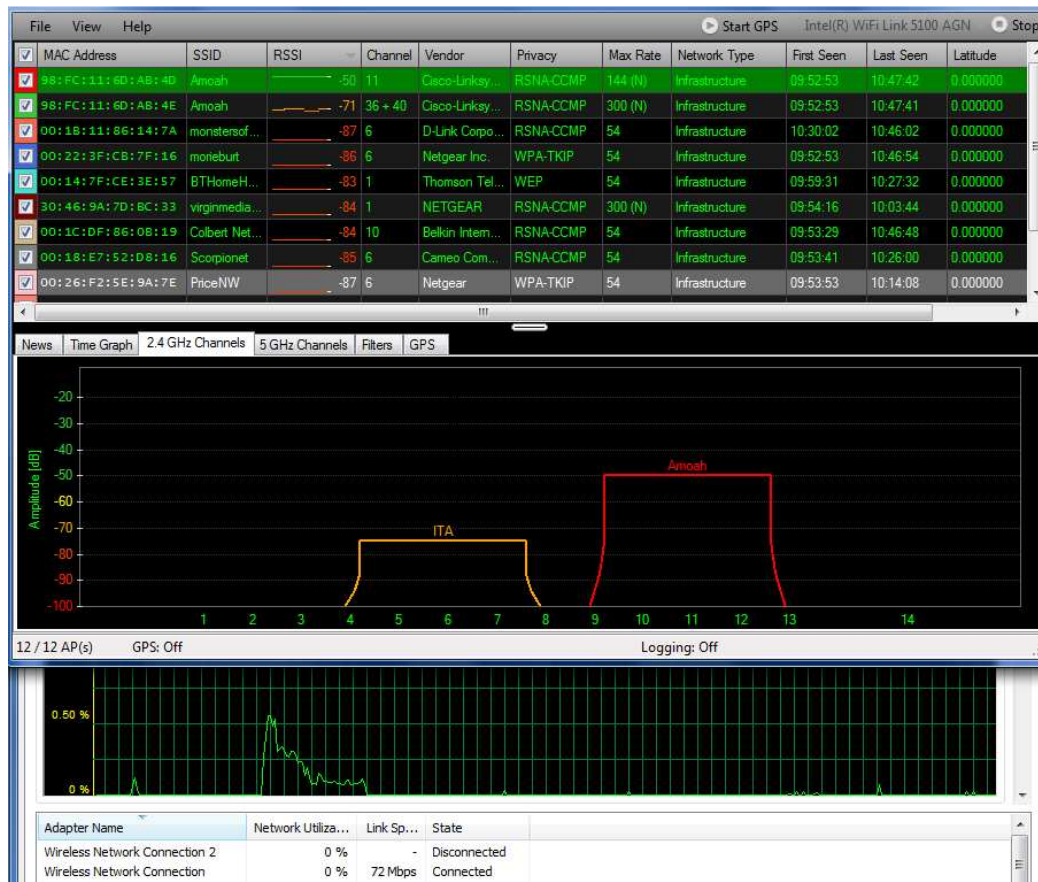 File View Help Start GPS Intel(R) WiFi Link 5100 AGN Stop
MAC Address SSID RSSI Channel Vendor Privacy Max Rate Network Type First Seen Last Seen Latitude
98:FC:11:6D:AB:4D Amoah -50 11 Cisco-Linksy... RSNA-CCMP 144 (N) Infrastructure 09:52:53 10:47:42 0.000000
98:FC:11:6D:AB:4E Amoah -71 36 + 40 Cisco-Linksy... RSNA-CCMP 300 (N) Infrastructure 09:52:53 10:47:41 0.000000
00:1B:11:86:14:7A monstersof... -87 6 D-Link Corpo... RSNA-CCMP 54 Infrastructure 10:30:02 10:46:02 0.000000
00:22:3F:CB:7F:16 morieburt -86 6 Netgear Inc. WPA-TKIP 54 Infrastructure 09:52:53 10:46:54 0.000000
00:14:7F:CE:3E:57 BTHomeH... -83 1 Thomson Tel... WEP 54 Infrastructure 09:59:31 10:27:32 0.000000
30:46:9A:7D:BC:33 virginmedia... -84 1 NETGEAR RSNA-CCMP 300 (N) Infrastructure 09:54:16 10:03:44 0.000000
00:1C:DF:86:0B:19 Colbert Net... -84 10 Belkin Intern... RSNA-CCMP 54 Infrastructure 09:53:29 10:46:48 0.000000
00:18:E7:52:D8:16 Scorpionet -85 6 Cameo Com... RSNA-CCMP 54 Infrastructure 09:53:41 10:26:00 0.000000
00:26:F2:5E:9A:7E PriceNW -87 6 Netgear WPA-TKIP 54 Infrastructure 09:53:53 10:14:08 0.000000
News Time Graph 2.4 GHz Channels 5 GHz Channels Filters GPS
Amplitude [dB]
-20
-30
-40
-50
-60
-70
-80
-90
-100
Amoah
ITA
1 2 3 4 5 6 7 8 9 10 11 12 13 14
12 / 12 AP(s) GPS: Off Logging: Off
0.50 %
0 %
Adapter Name Network Utiliza... Link Sp... State
Wireless Network Connection 2 0 % - Disconnected
Wireless Network Connection 0 % 72 Mbps Connected